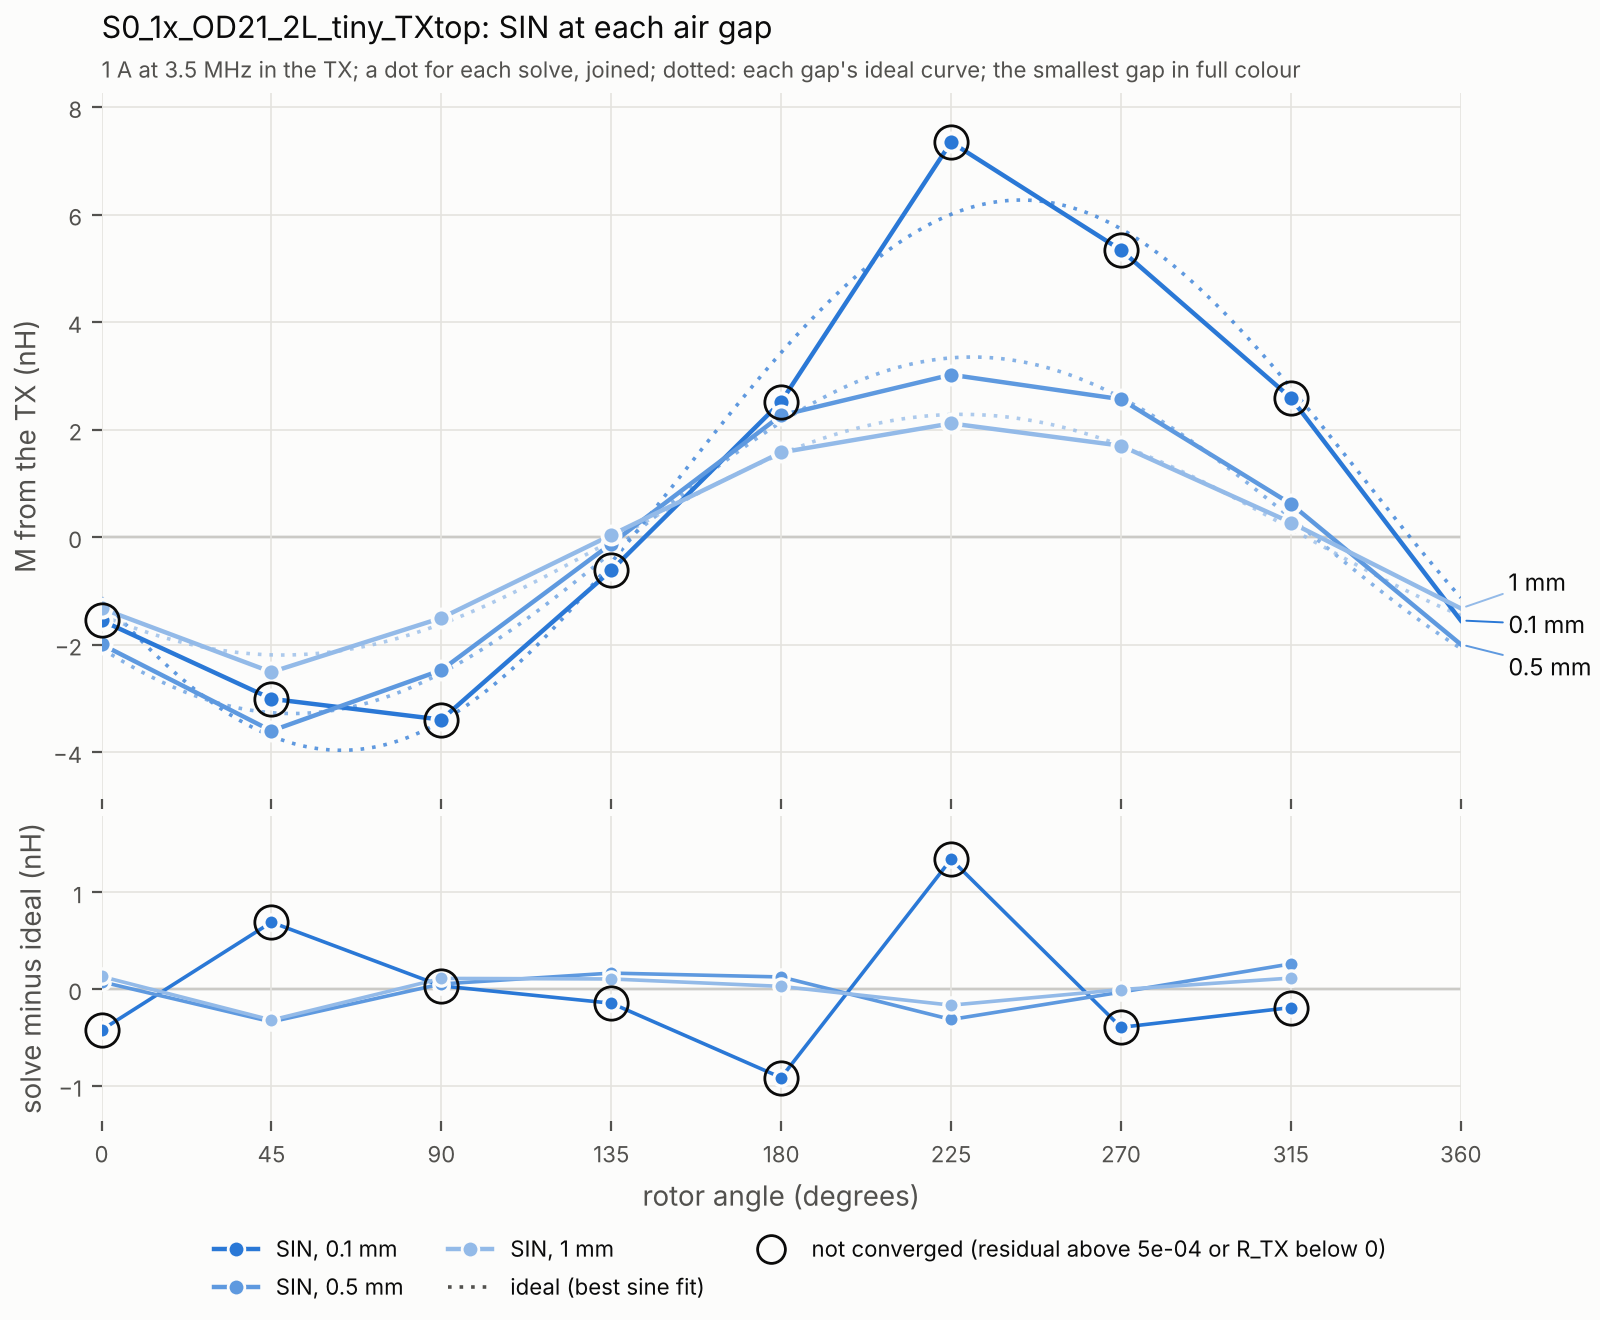 S0_1x_OD21_2L_tiny_TXtop: SIN at each air gap
1 A at 3.5 MHz in the TX; a dot for each solve, joined; dotted: each gap's ideal curve; the smallest gap in full colour
M from the TX (nH)
8
6
4
2
0
−2
−4
1 mm
0.1 mm
0.5 mm
solve minus ideal (nH)
1
0
−1
0 45 90 135 180 225 270 315 360
rotor angle (degrees)
SIN, 0.1 mm SIN, 1 mm not converged (residual above 5e-04 or R_TX below 0)
SIN, 0.5 mm ideal (best sine fit)